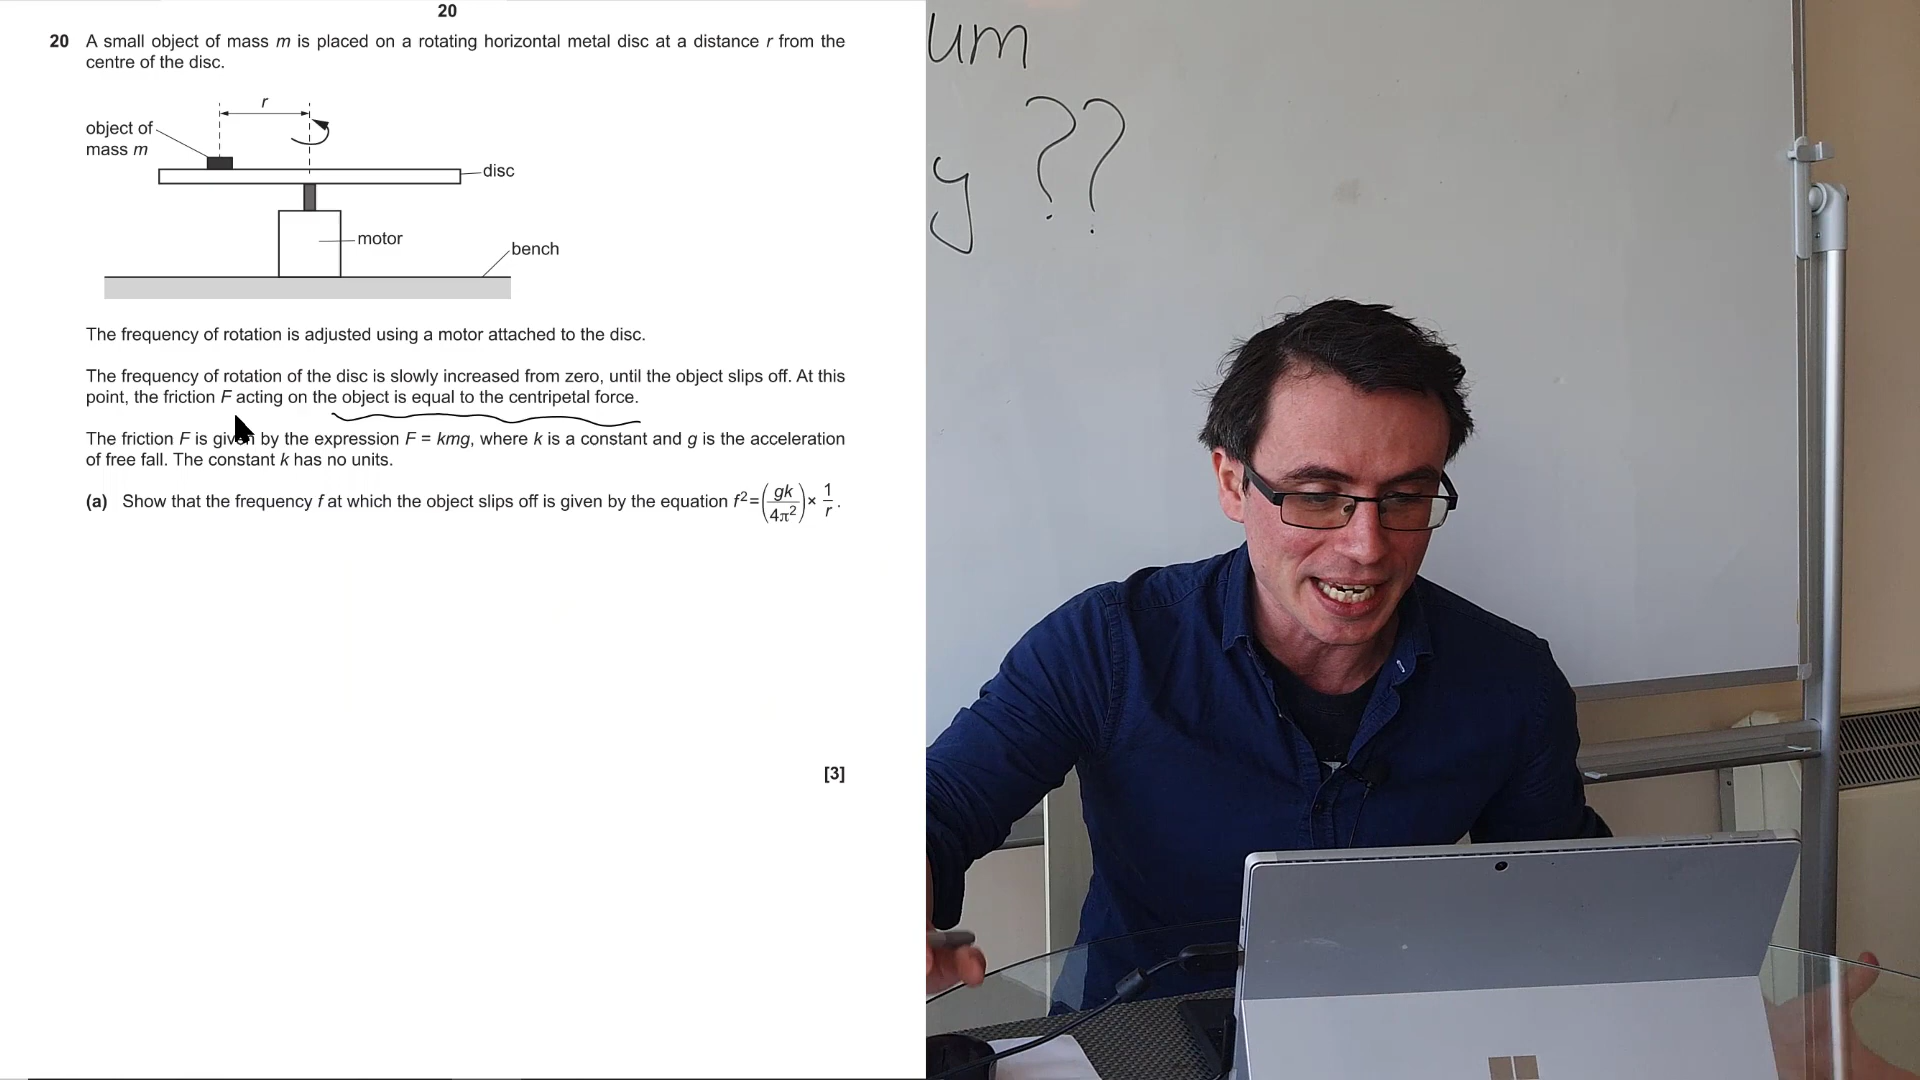 20
20 A small object of mass m is placed on a rotating horizontal metal disc at a distance r from the
centre of the disc.
r
object of
mass m
disc
motor
bench
The frequency of rotation is adjusted using a motor attached to the disc.
The frequency of rotation of the disc is slowly increased from zero, until the object slips off. At this
point, the friction F acting on the object is equal to the centripetal force.
The friction F is given by the expression F = kmg, where k is a constant and g is the acceleration
of free fall. The constant k has no units.
(a) Show that the frequency f at which the object slips off is given by the equation f²=(gk/4π²)× 1/r.
[3]
um
y ??